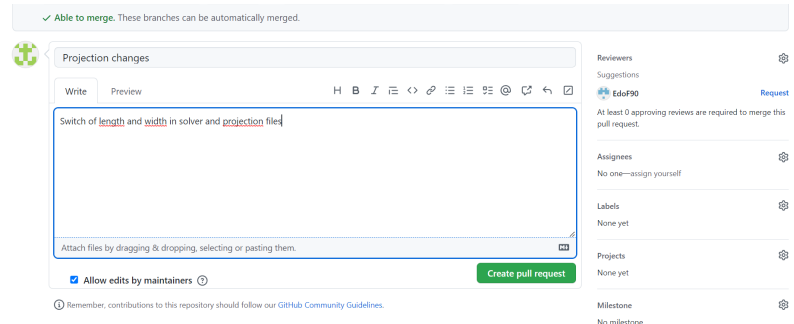 Able to merge. These branches can be automatically merged.
Projection changes
Write Preview
Switch of length and width in solver and projection files
Attach files by dragging & dropping, selecting or pasting them.
Allow edits by maintainers
Create pull request
Remember, contributions to this repository should follow our GitHub Community Guidelines.
Reviewers
Suggestions
EdoF90 Request
At least 0 approving reviews are required to merge this
pull request.
Assignees
No one—assign yourself
Labels
None yet
Projects
None yet
Milestone
No milestone